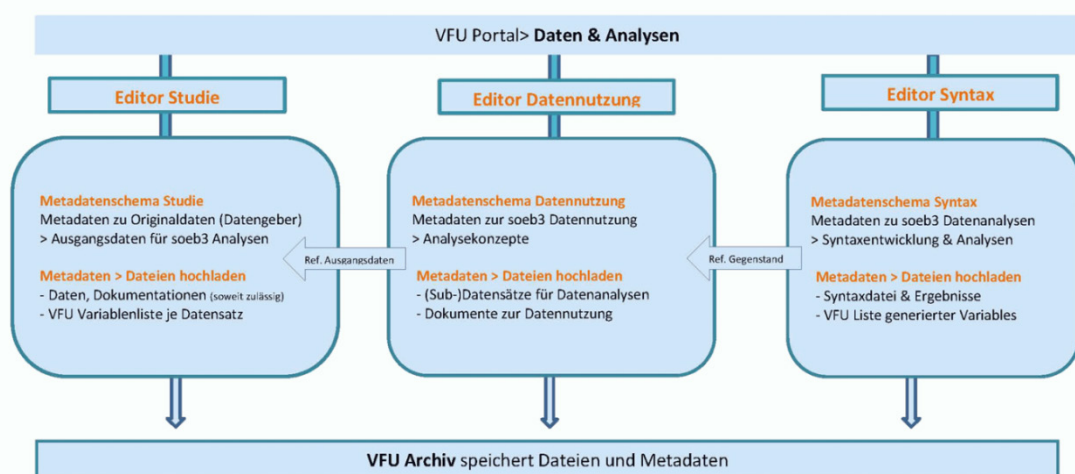 VFU Portal> Daten & Analysen
Editor Studie
Editor Datennutzung
Editor Syntax
Metadatenschema Studie
Metadaten zu Originaldaten (Datengeber)
> Ausgangsdaten für soeb3 Analysen
Metadaten > Dateien hochladen
- Daten, Dokumentationen (soweit zulässig)
- VFU Variablenliste je Datensatz
Ref. Ausgangsdaten
Metadatenschema Datennutzung
Metadaten zur soeb3 Datennutzung
> Analysekonzepte
Metadaten > Dateien hochladen
- (Sub-)Datensätze für Datenanalysen
- Dokumente zur Datennutzung
Ref. Gegenstand
Metadatenschema Syntax
Metadaten zu soeb3 Datenanalysen
> Syntaxentwicklung & Analysen
Metadaten > Dateien hochladen
- Syntaxdatei & Ergebnisse
- VFU Liste generierter Variables
VFU Archiv speichert Dateien und Metadaten